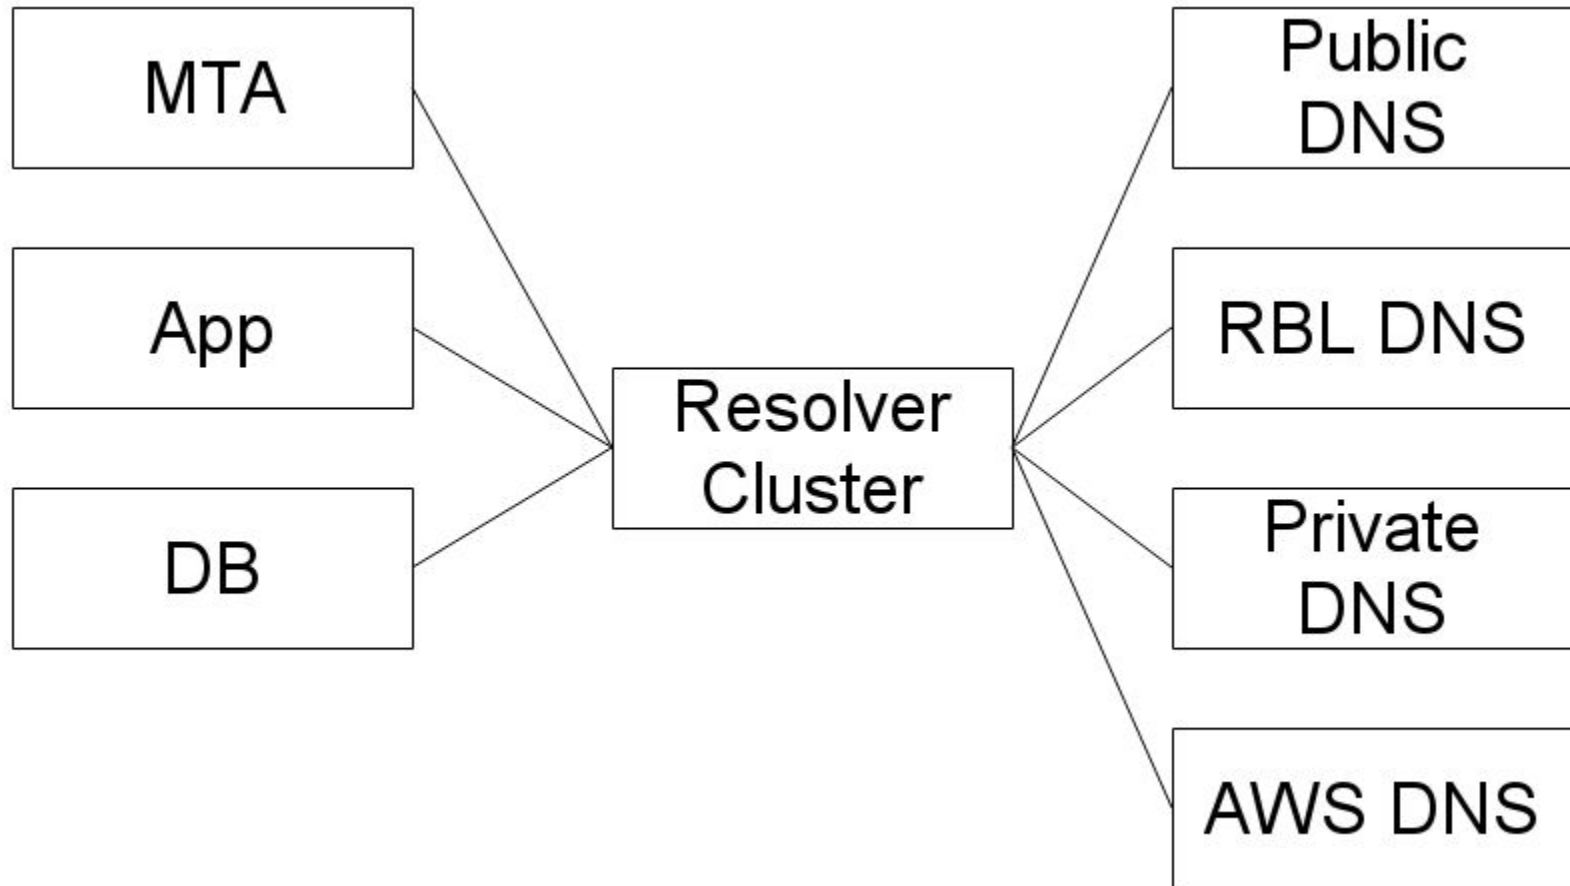 MTA
App
DB
Resolver
Cluster
Public
DNS
RBL DNS
Private
DNS
AWS DNS